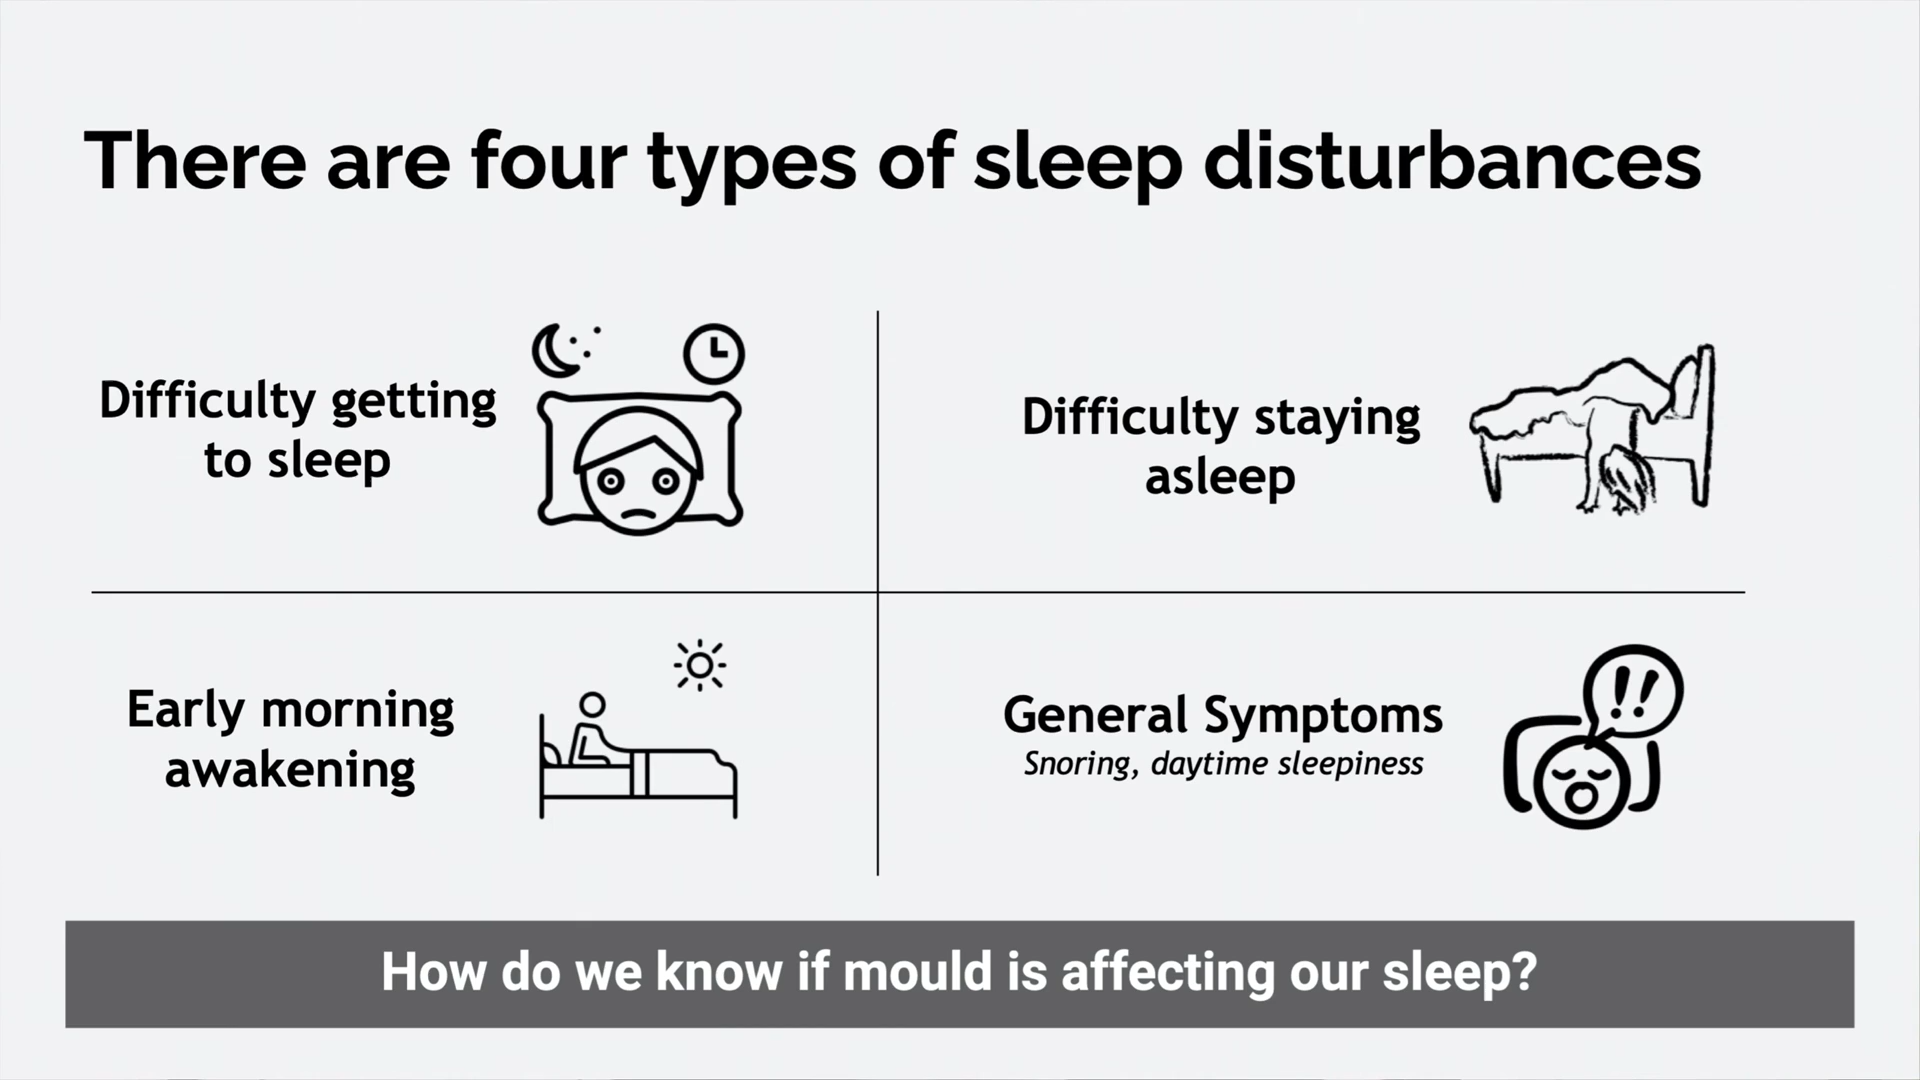 There are four types of sleep disturbances
Difficulty getting
to sleep
Difficulty staying
asleep
Early morning
awakening
General Symptoms
Snoring, daytime sleepiness
!!
How do we know if mould is affecting our sleep?